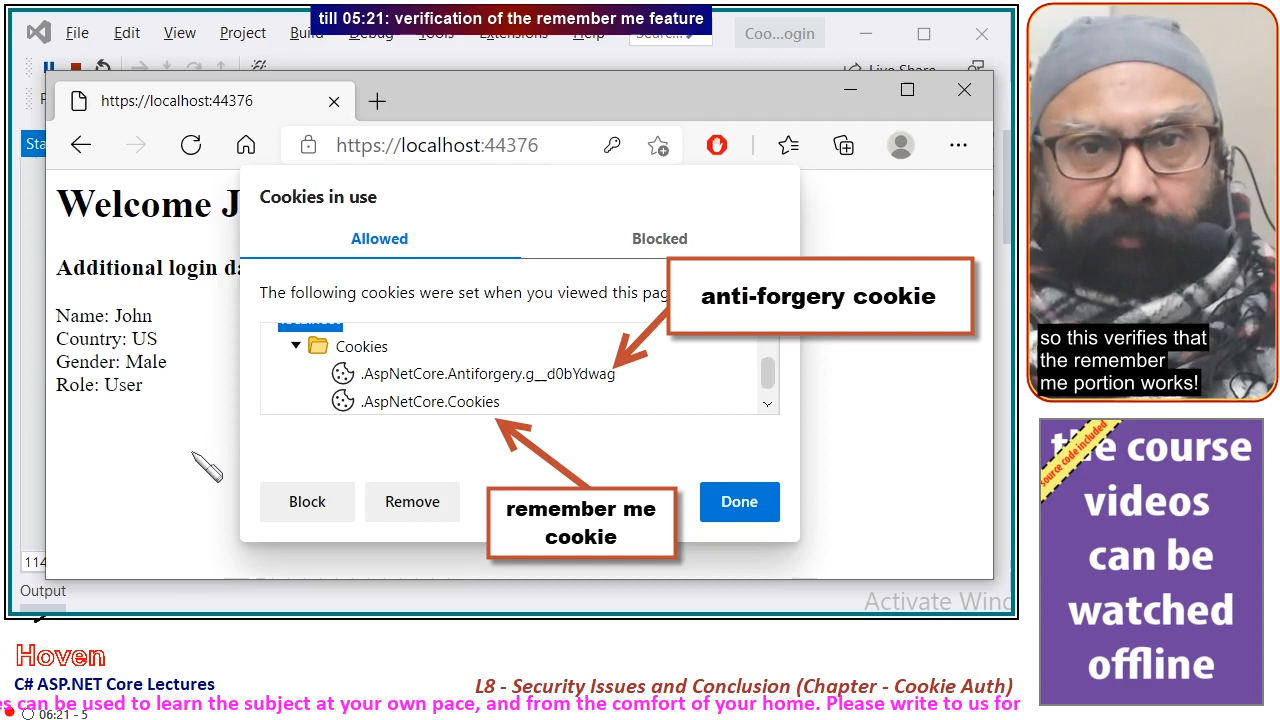 till 05:21: verification of the remember me feature
File Edit View Project
Coo...ogin
Live Share
Sta
https://localhost:44376
https://localhost:44376
Welcome J
Cookies in use
Allowed Blocked
Additional login da
The following cookies were set when you viewed this pag
anti-forgery cookie
Name: John
Country: US
Gender: Male
Role: User
Cookies
.AspNetCore.Antiforgery.g__d0bYdwag
.AspNetCore.Cookies
Block Remove Done
remember me
cookie
114
Output
Activate Wind
so this verifies that
the remember
me portion works!
source code included
the course
videos
can be
watched
offline
Hoven
C# ASP.NET Core Lectures
L8 - Security Issues and Conclusion (Chapter - Cookie Auth)
es can be used to learn the subject at your own pace, and from the comfort of your home. Please write to us for
06:21 - 5